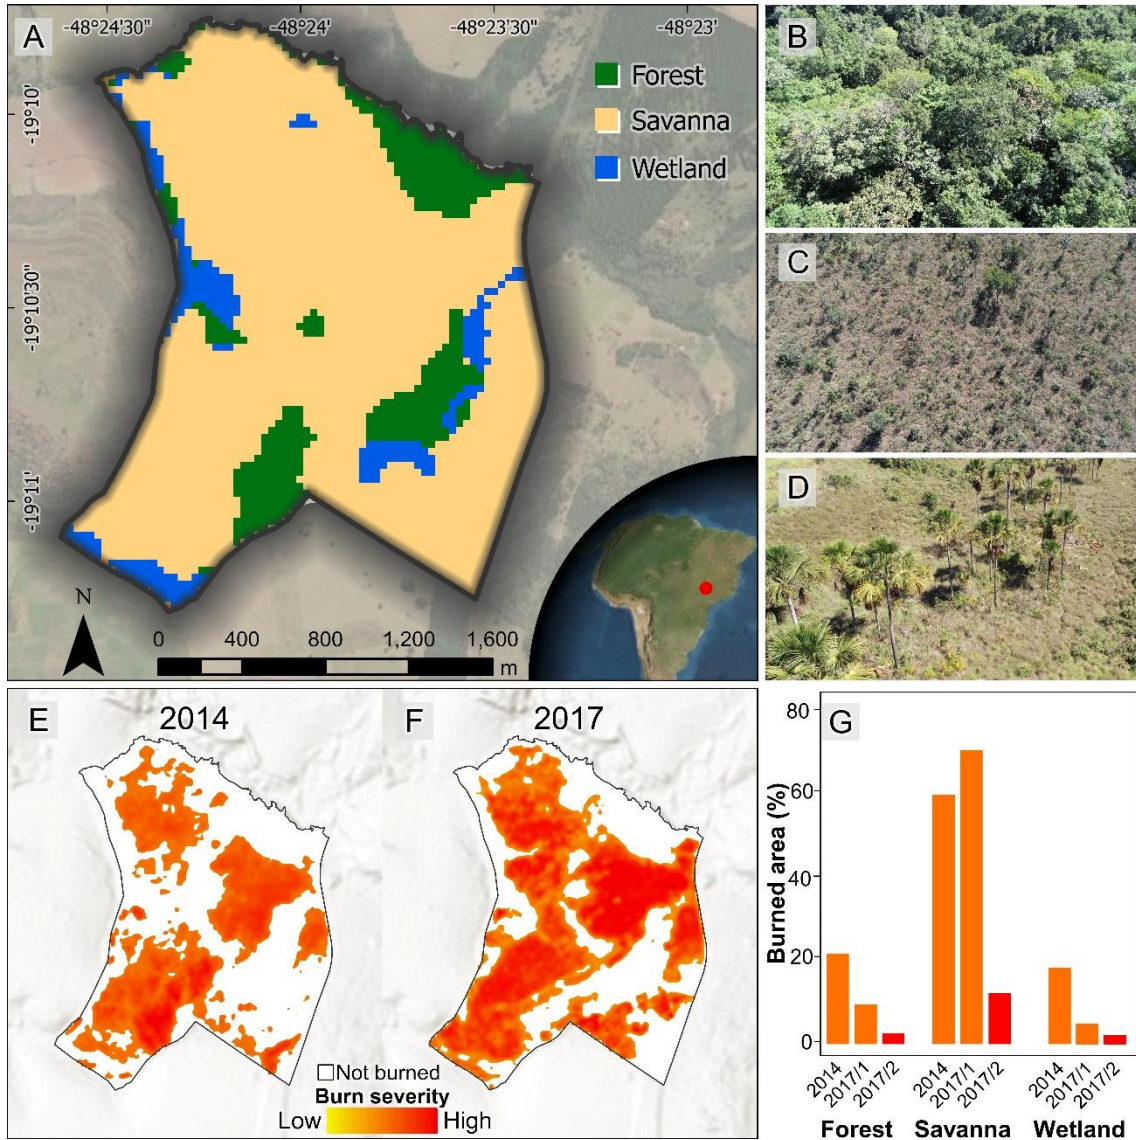 A
-48°24'30"
-48°24'
-48°23'30"
-48°23'
-19°10'
-19°10'30"
-19°11'
Forest
Savanna
Wetland
N
0 400 800 1,200 1,600
m
B
C
D
E
2014
F
2017
Not burned
Burn severity
Low High
G
Burned area (%)
80
60
40
20
0
2014 2017/1 2017/2 2014 2017/1 2017/2 2014 2017/1 2017/2
Forest Savanna Wetland